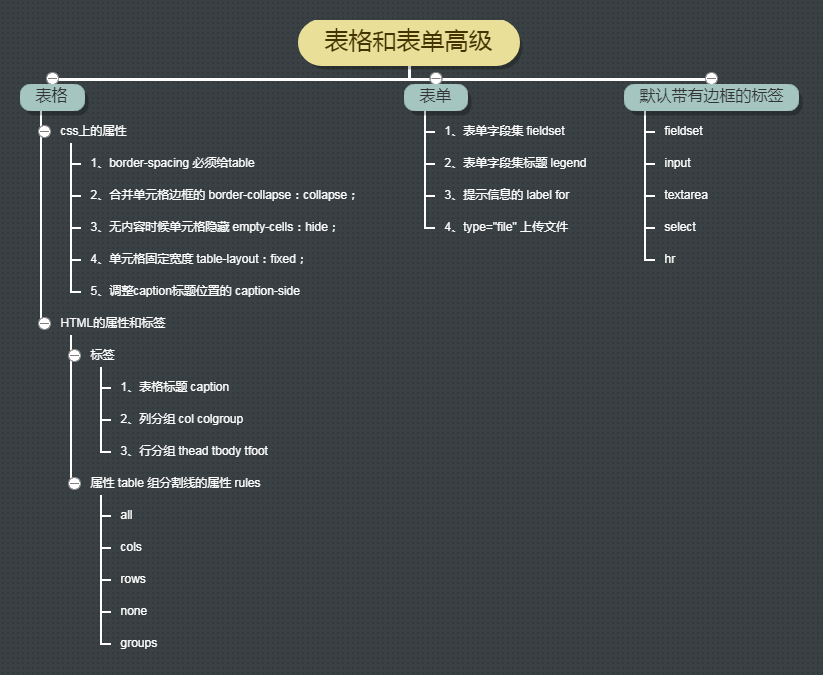 表格和表单高级
表格
css上的属性
1、border-spacing 必须给table
2、合并单元格边框的 border-collapse：collapse；
3、无内容时候单元格隐藏 empty-cells：hide；
4、单元格固定宽度 table-layout：fixed；
5、调整caption标题位置的 caption-side
HTML的属性和标签
标签
1、表格标题 caption
2、列分组 col colgroup
3、行分组 thead tbody tfoot
属性 table 组分割线的属性 rules
all
cols
rows
none
groups
表单
1、表单字段集 fieldset
2、表单字段集标题 legend
3、提示信息的 label for
4、type="file" 上传文件
默认带有边框的标签
fieldset
input
textarea
select
hr